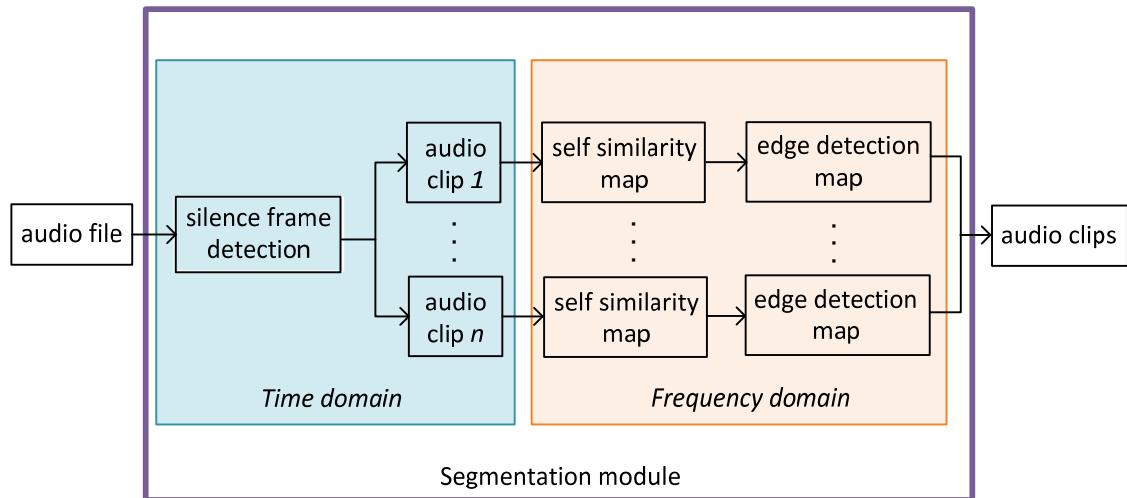 audio file
silence frame
detection
audio
clip 1
audio
clip n
Time domain
self similarity
map
edge detection
map
self similarity
map
edge detection
map
Frequency domain
audio clips
Segmentation module